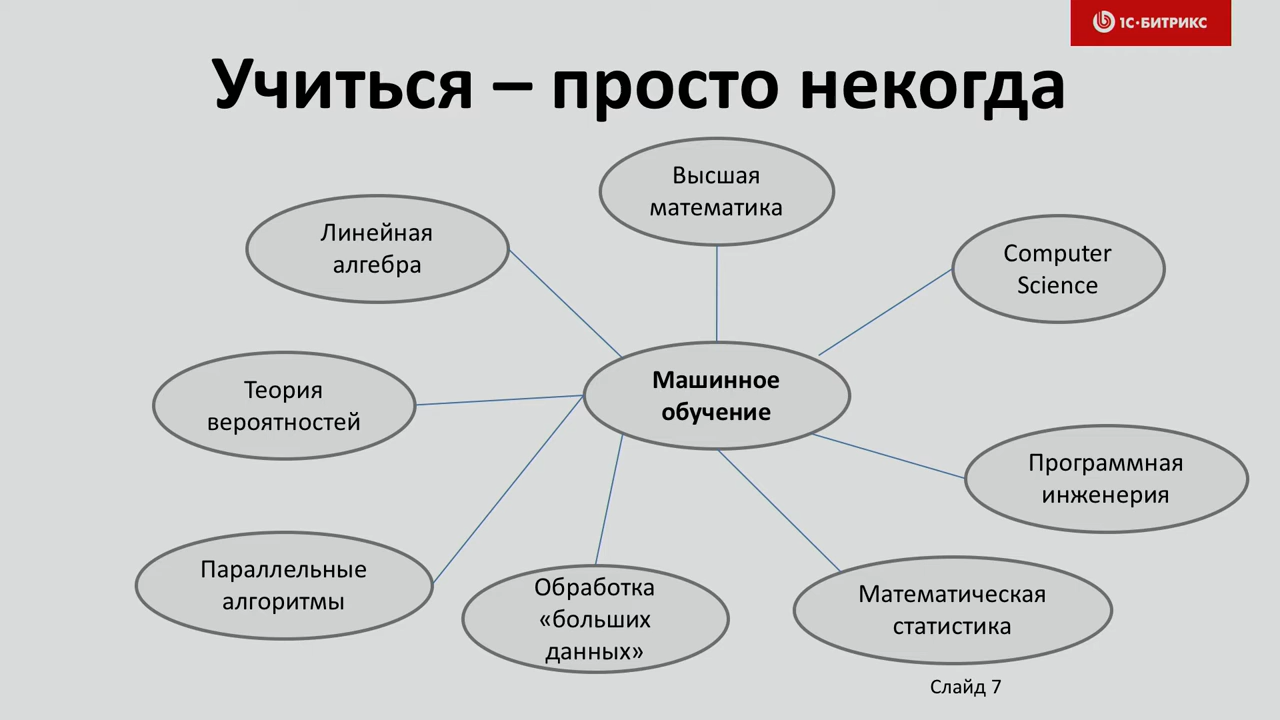 1С·БИТРИКС
Учиться – просто некогда
Высшая
математика
Линейная
алгебра
Computer
Science
Машинное
обучение
Теория
вероятностей
Программная
инженерия
Параллельные
алгоритмы
Обработка
«больших
данных»
Математическая
статистика
Слайд 7